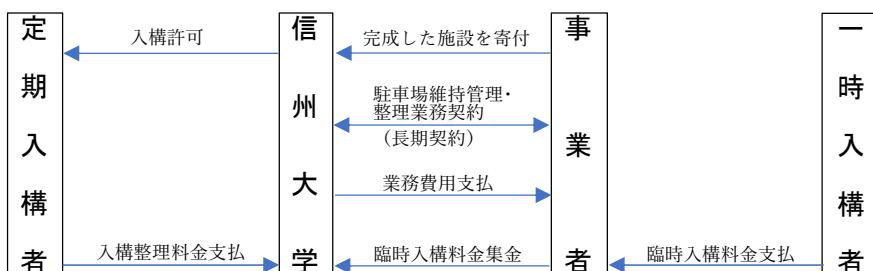 定期入構者
入構許可
入構整理料金支払
信州大学
完成した施設を寄付
駐車場維持管理・
整理業務契約
（長期契約）
業務費用支払
臨時入構料金集金
事業者
臨時入構料金支払
一時入構者